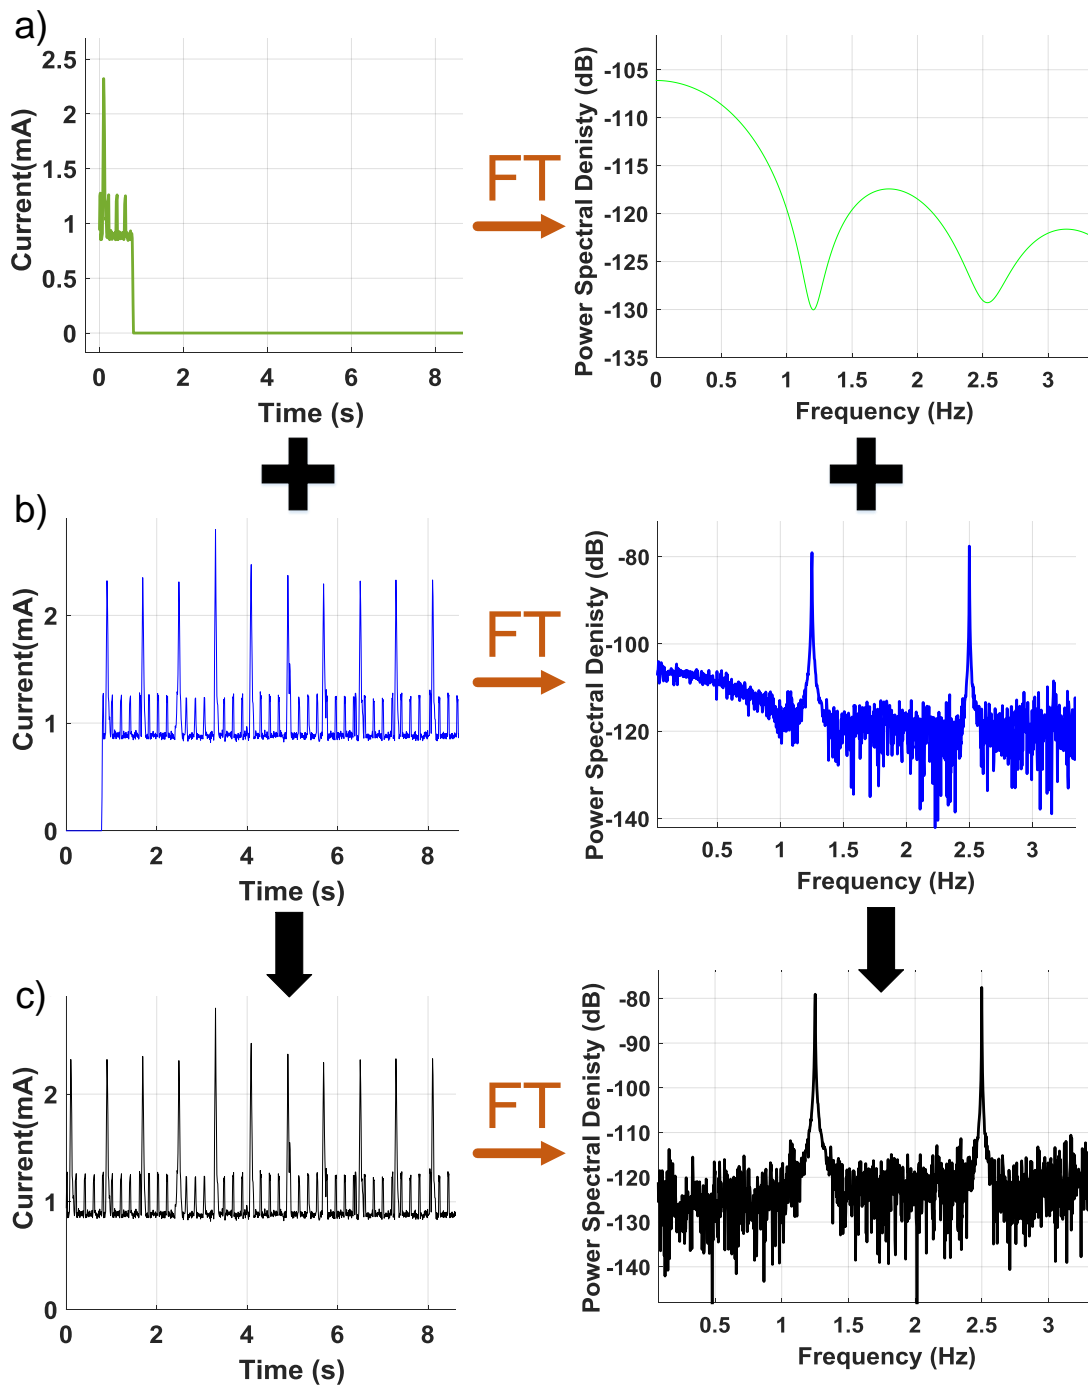 a)
Current(mA)
2.5
2
1.5
1
0.5
0
0 2 4 6 8
Time (s)
FT
Power Spectral Denisty (dB)
-105
-110
-115
-120
-125
-130
-135
0 0.5 1 1.5 2 2.5 3
Frequency (Hz)
b)
Current(mA)
2
1
0
0 2 4 6 8
Time (s)
FT
Power Spectral Denisty (dB)
-80
-100
-120
-140
0.5 1 1.5 2 2.5 3
Frequency (Hz)
c)
Current(mA)
2
1
0
0 2 4 6 8
Time (s)
FT
Power Spectral Denisty (dB)
-80
-90
-100
-110
-120
-130
-140
0.5 1 1.5 2 2.5 3
Frequency (Hz)